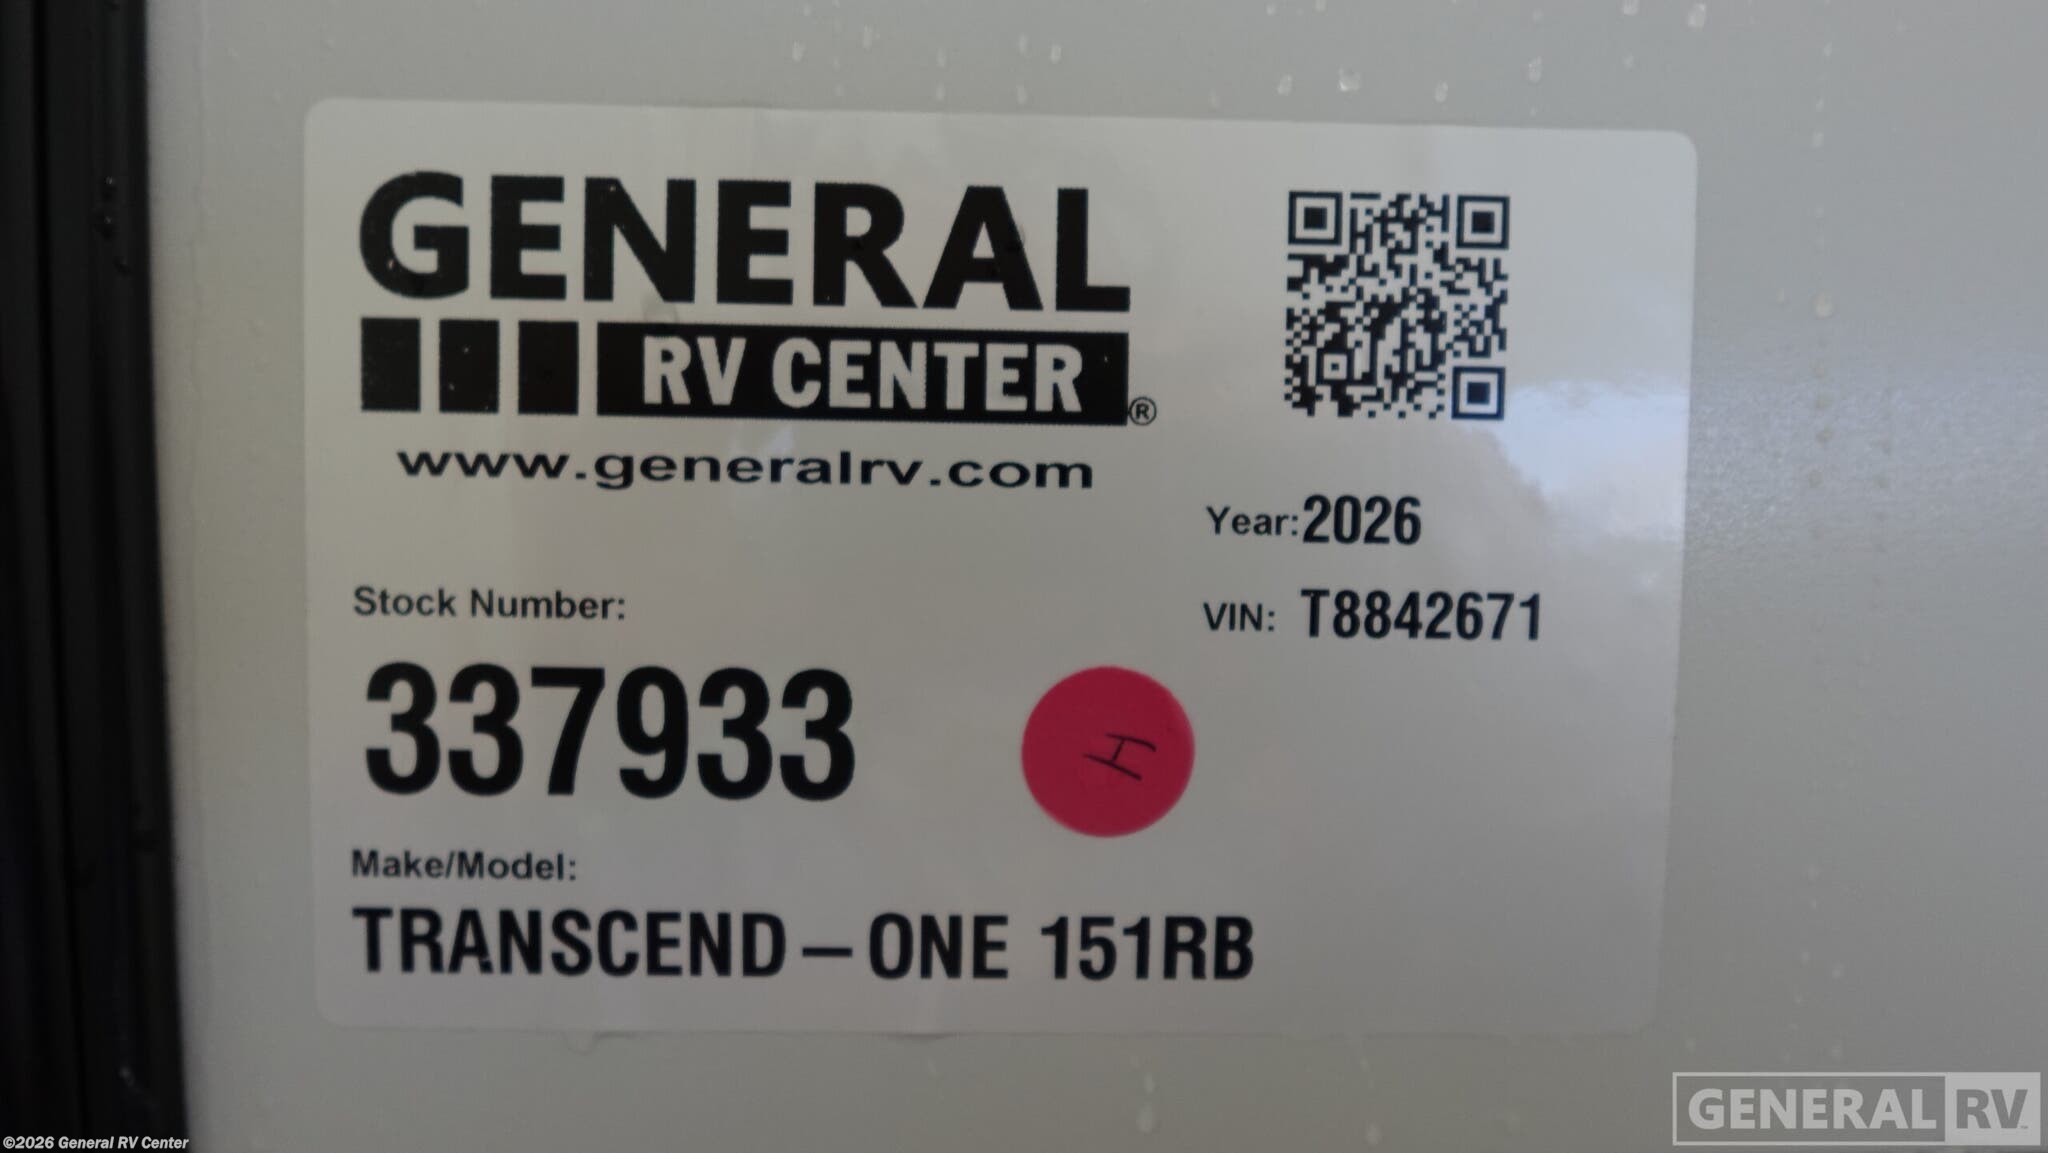 GENERAL
RV CENTER®
www.generalrv.com
Year: 2026
Stock Number:
VIN: T8842671
337933
H
Make/Model:
TRANSCEND – ONE 151RB
GENERAL RV™
©2026 General RV Center